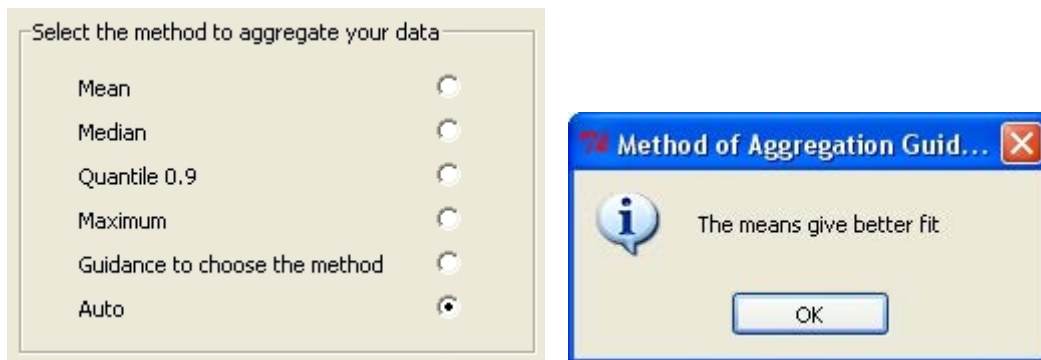 Select the method to aggregate your data
Mean
Median
Quantile 0.9
Maximum
Guidance to choose the method
Auto
Method of Aggregation Guid...
The means give better fit
OK